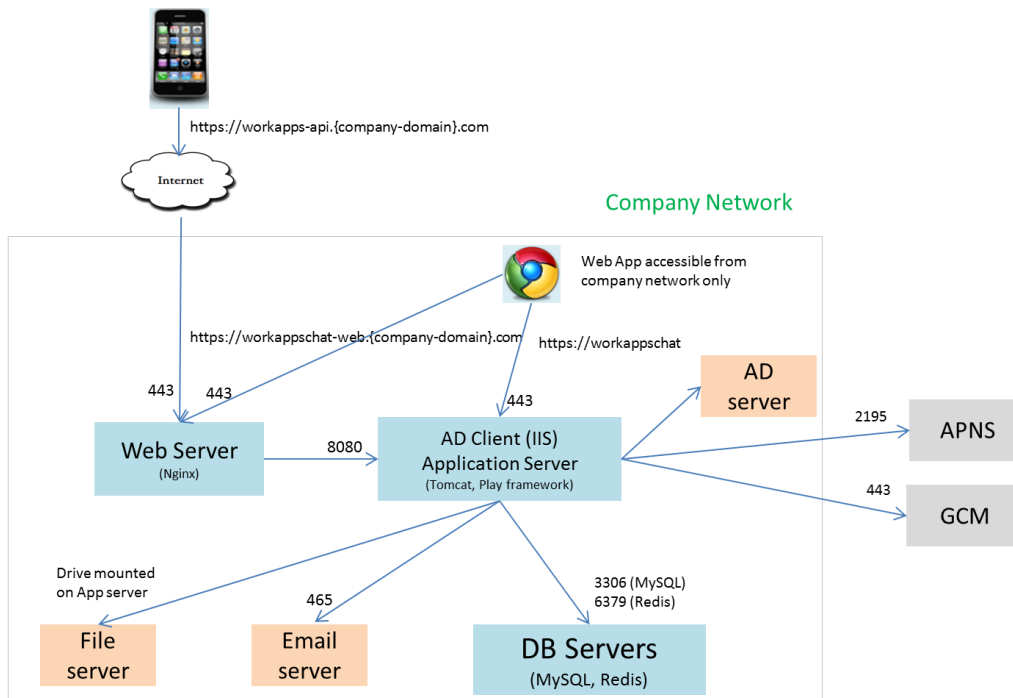 https://workapps-api.{company-domain}.com
Internet
Company Network
Web App accessible from
company network only
https://workappschat-web.{company-domain}.com
https://workappschat
443
443
443
AD
server
2195
APNS
Web Server
(Nginx)
8080
AD Client (IIS)
Application Server
(Tomcat, Play framework)
443
GCM
Drive mounted
on App server
465
3306 (MySQL)
6379 (Redis)
File
server
Email
server
DB Servers
(MySQL, Redis)